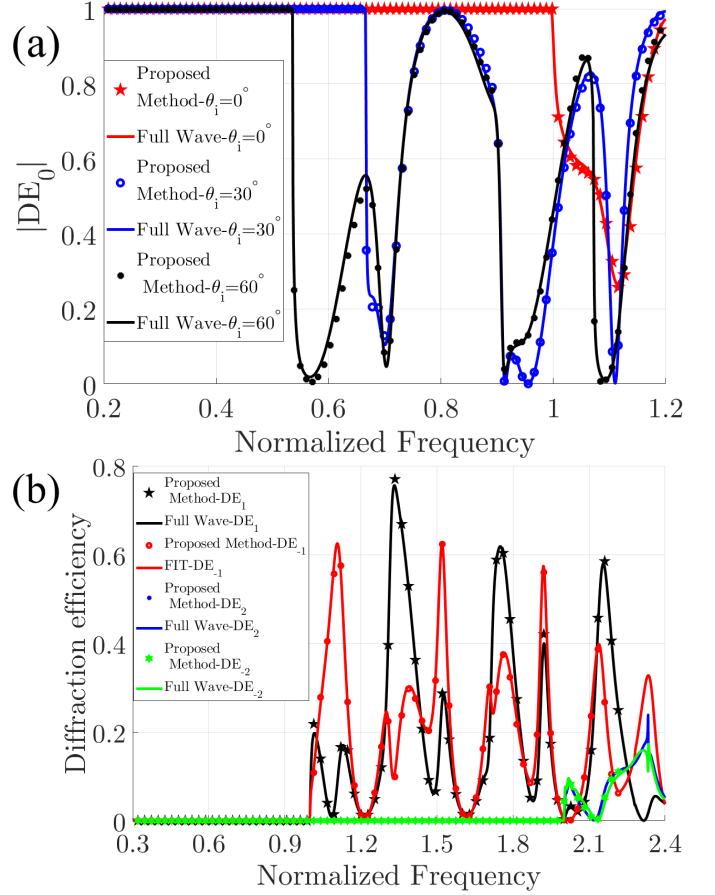 (a)
1
0.8
0.6
0.4
0.2
0
|DE₀|
Proposed
Method-θᵢ=0°
Full Wave-θᵢ=0°
Proposed
Method-θᵢ=30°
Full Wave-θᵢ=30°
Proposed
Method-θᵢ=60°
Full Wave-θᵢ=60°
0.2 0.4 0.6 0.8 1 1.2
Normalized Frequency
(b)
0.8
0.6
0.4
0.2
0
Diffraction efficiency
Proposed
Method-DE₁
Full Wave-DE₁
Proposed Method-DE₋₁
FIT-DE₋₁
Proposed
Method-DE₂
Full Wave-DE₂
Proposed
Method-DE₋₂
Full Wave-DE₋₂
0.3 0.6 0.9 1.2 1.5 1.8 2.1 2.4
Normalized Frequency